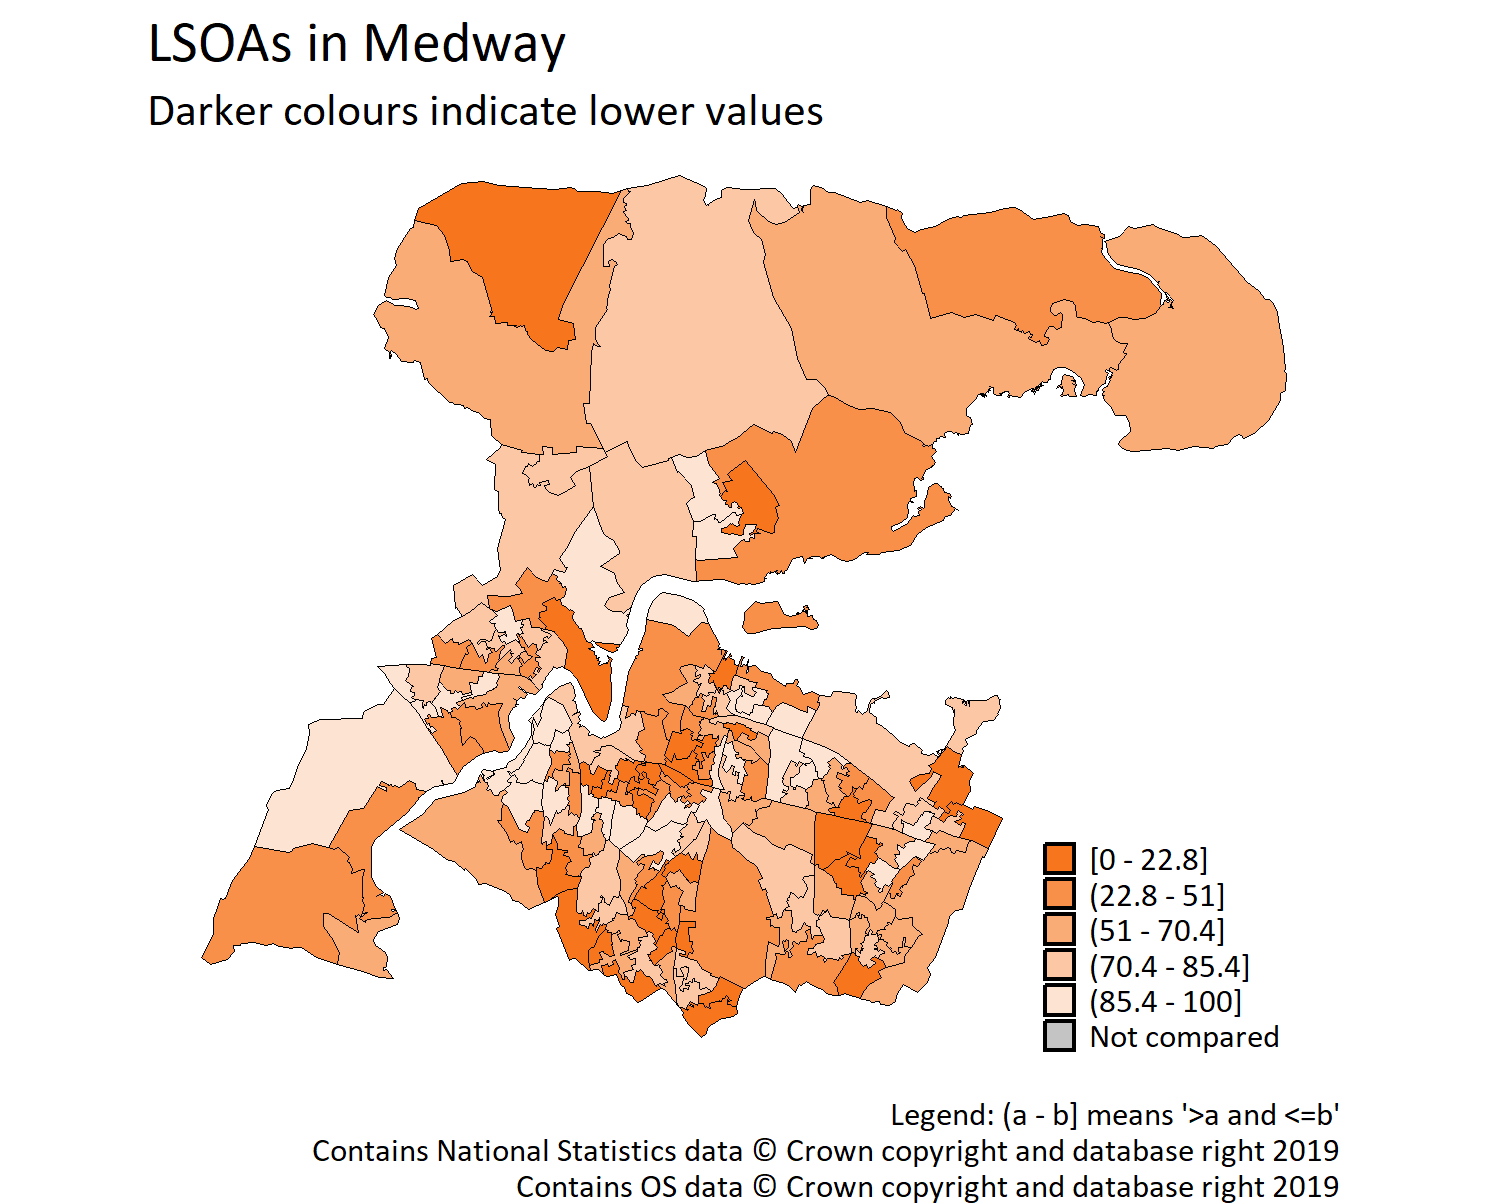 LSOAs in Medway
Darker colours indicate lower values
[0 - 22.8]
(22.8 - 51]
(51 - 70.4]
(70.4 - 85.4]
(85.4 - 100]
Not compared
Legend: (a - b] means '>a and <=b'
Contains National Statistics data © Crown copyright and database right 2019
Contains OS data © Crown copyright and database right 2019